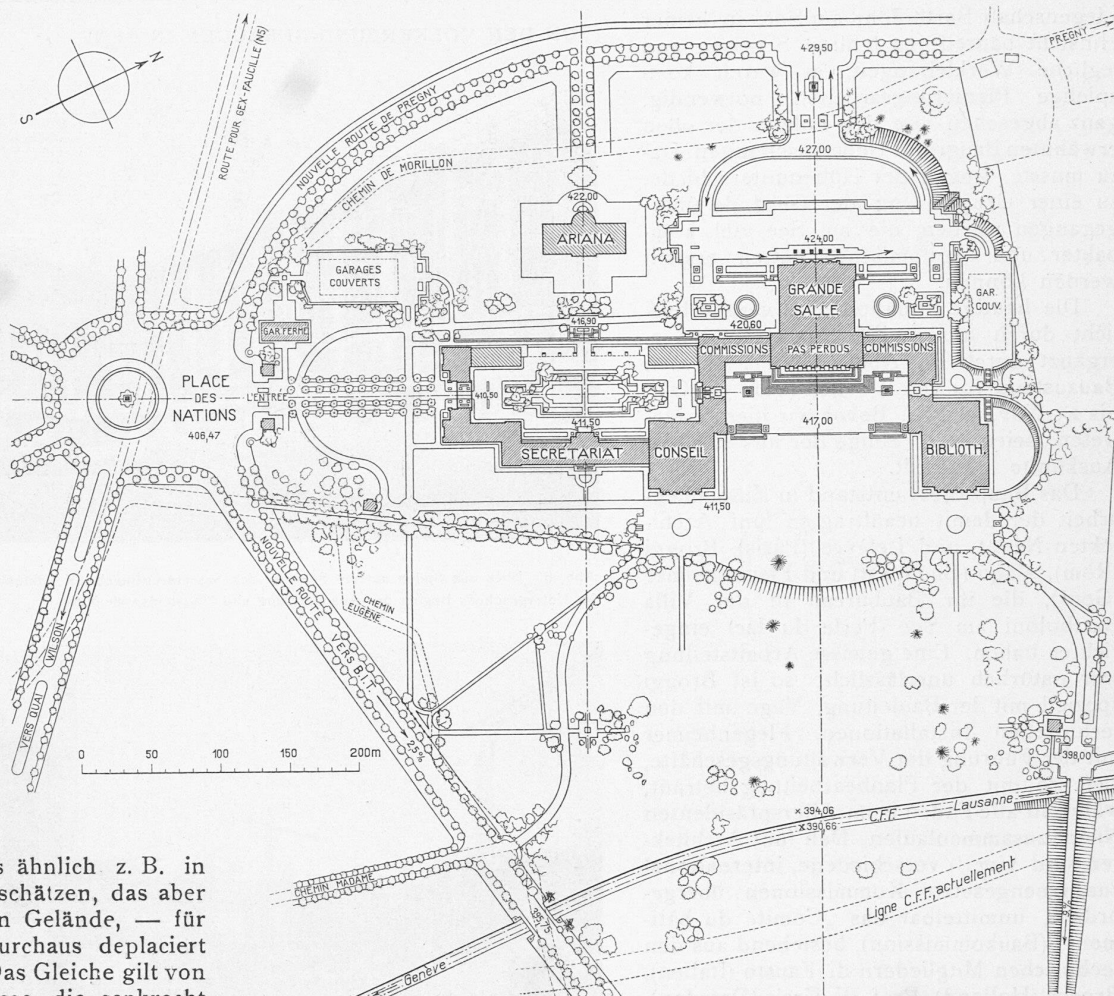 PREGNY
429,50
N
S
ROUTE POUR GEX-FAUCILLE (N5)
NOUVELLE ROUTE DE PREGNY
CHEMIN DE MORILLON
427,00
422,00
ARIANA
424,00
GARAGES
COUVERTS
GRANDE
SALLE
GAR.
COUV.
GAR. FERMÉ
416,90
420,60
COMMISSIONS
PAS PERDUS
COMMISSIONS
PLACE
DES
NATIONS
406,47
L'ENTRÉE
410,50
411,50
417,00
SECRÉTARIAT
CONSEIL
BIBLIOTH.
411,50
NOUVELLE ROUTE VERS B.I.T.
2,5%
CHEMIN
EUGÈNE
WILSON
VERS QUAI
0 50 100 150 200m
398,00
× 394,06
× 390,66
C.F.F.
Lausanne
Ligne C.F.F. actuellement
CHEMIN MADAME
395,75
Genève
s ähnlich z. B. in
schätzen, das aber
n Gelände, — für
urchaus deplaciert
Das Gleiche gilt von